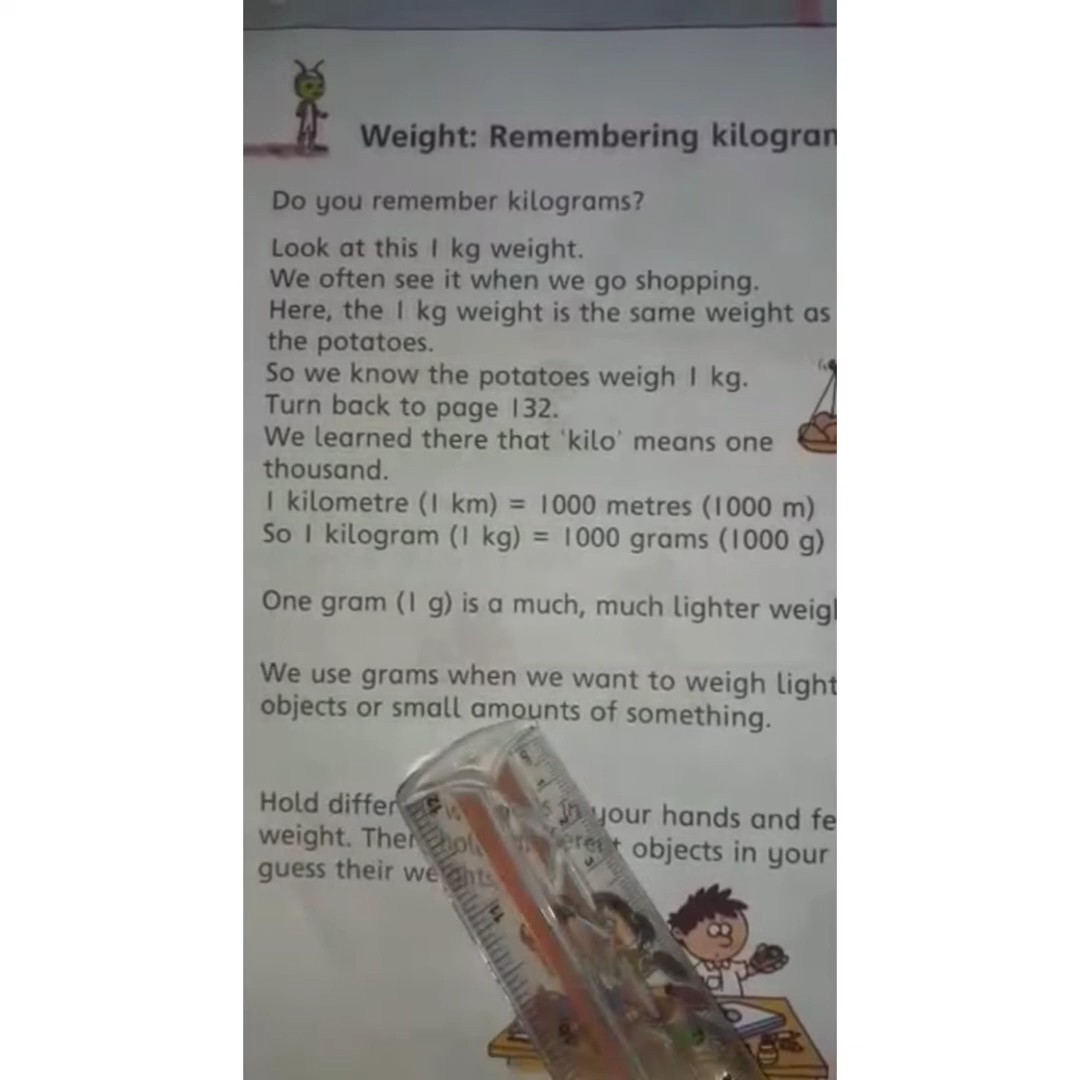 Weight: Remembering kilogran
Do you remember kilograms?
Look at this 1 kg weight.
We often see it when we go shopping.
Here, the 1 kg weight is the same weight as
the potatoes.
So we know the potatoes weigh 1 kg.
Turn back to page 132.
We learned there that 'kilo' means one
thousand.
1 kilometre (1 km) = 1000 metres (1000 m)
So 1 kilogram (1 kg) = 1000 grams (1000 g)
One gram (1 g) is a much, much lighter weig
We use grams when we want to weigh light
objects or small amounts of something.
Hold differ in your hands and fe
weight. Then objects in your
guess their weights